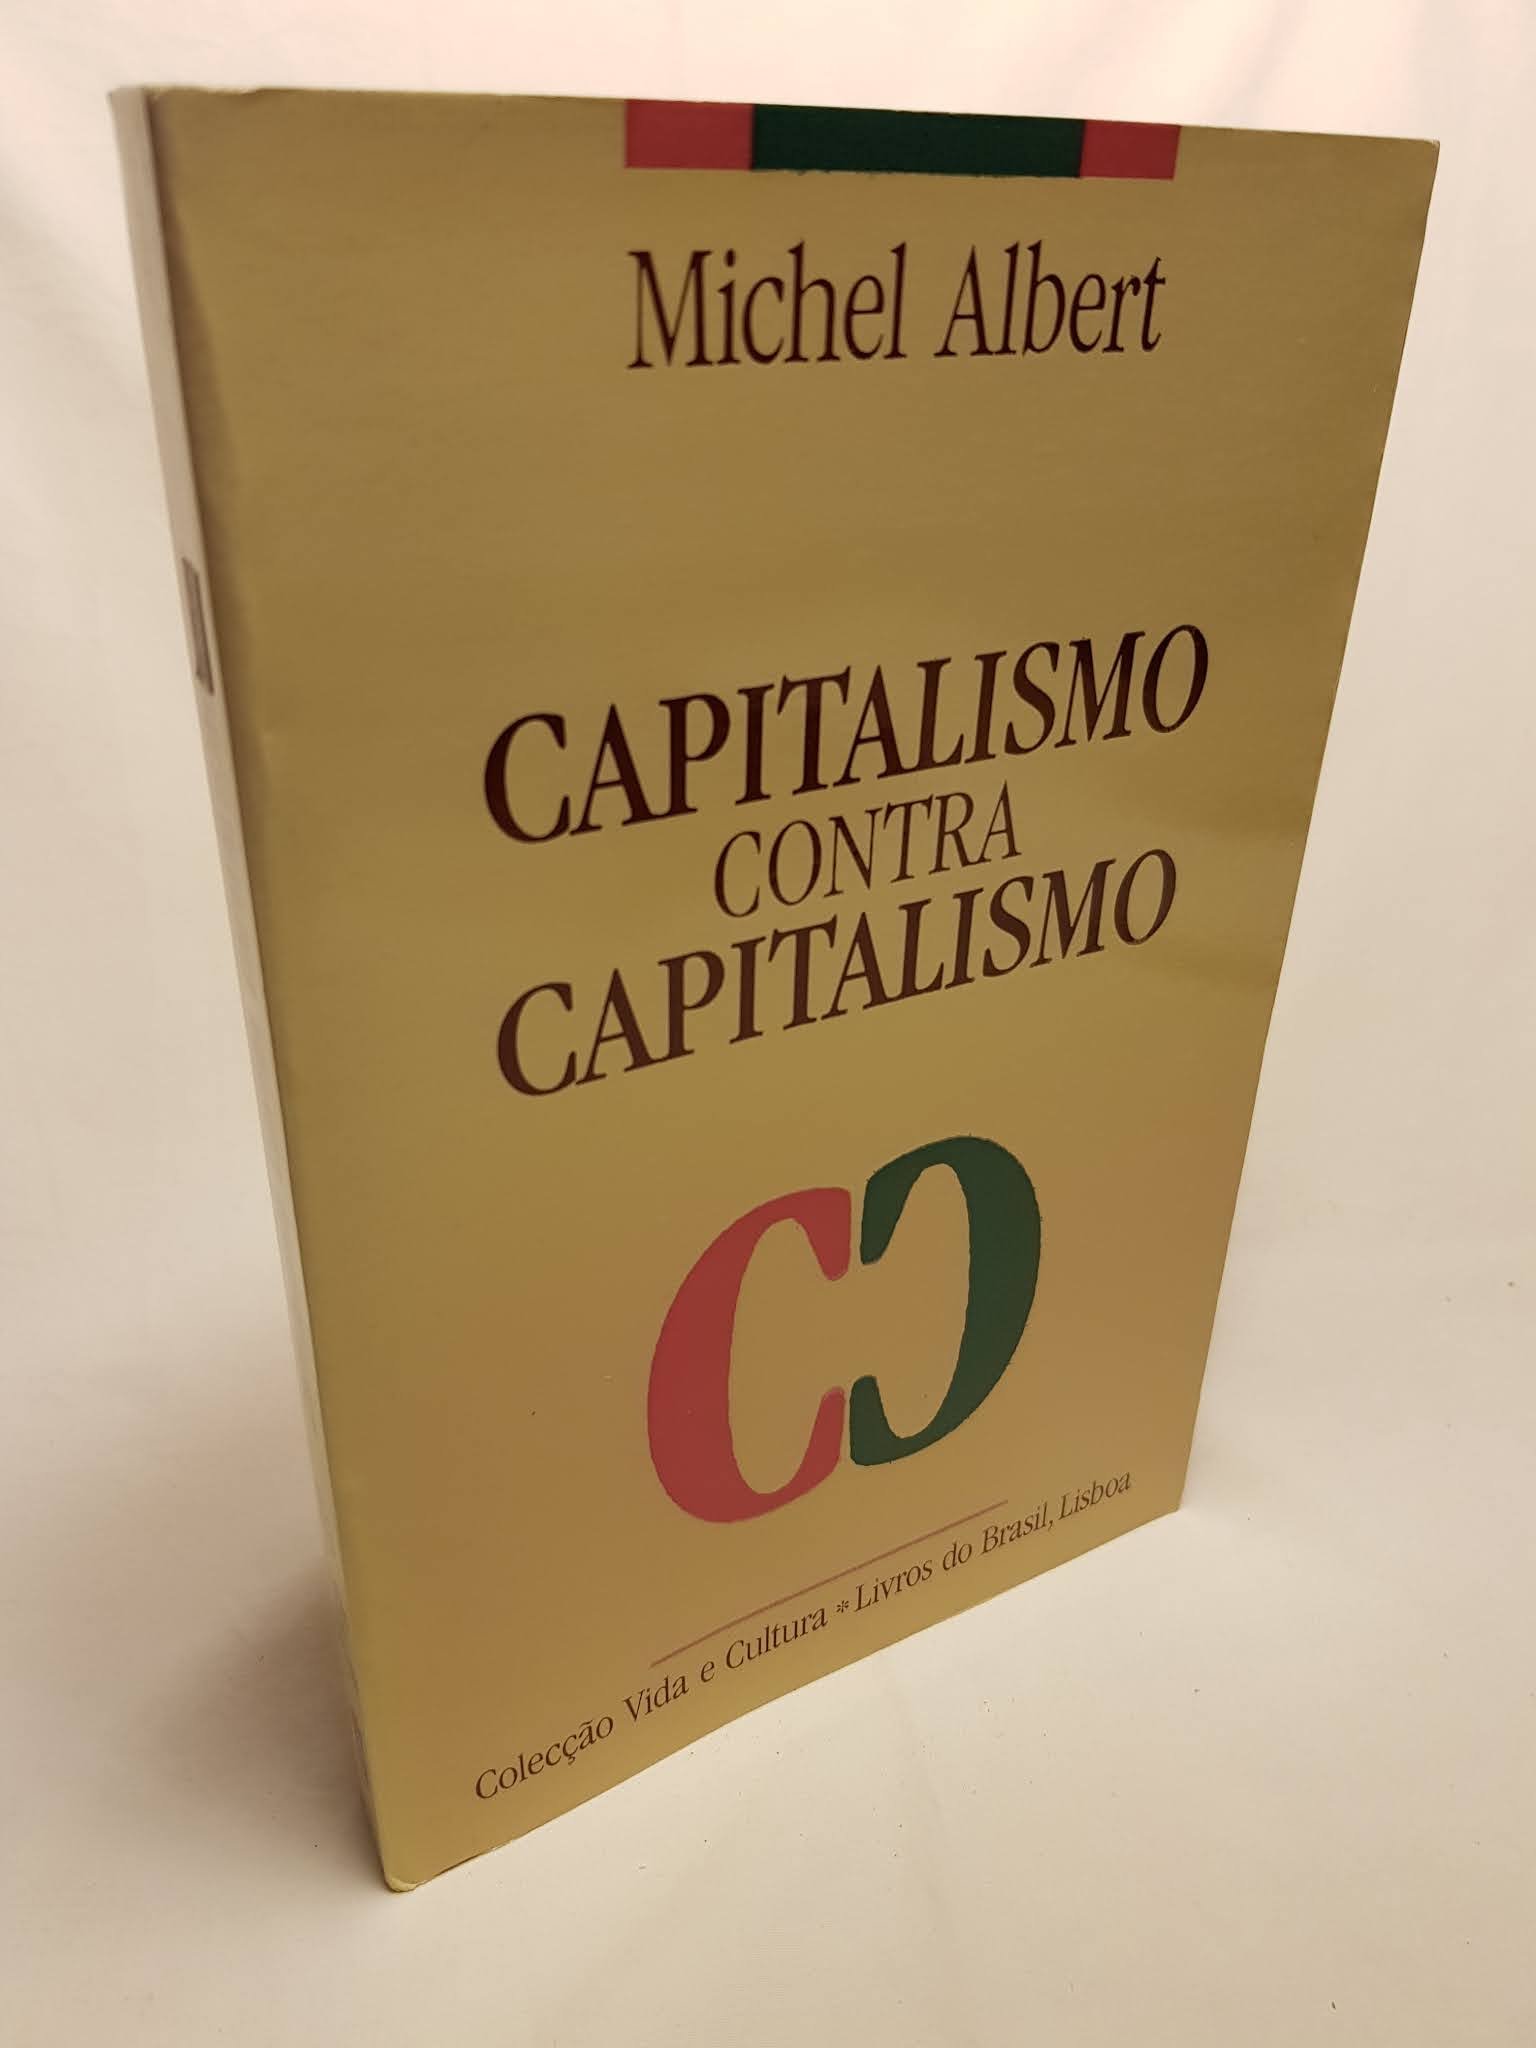 Michel Albert
CAPITALISMO
CONTRA
CAPITALISMO
CC
Colecção Vida e Cultura * Livros do Brasil, Lisboa